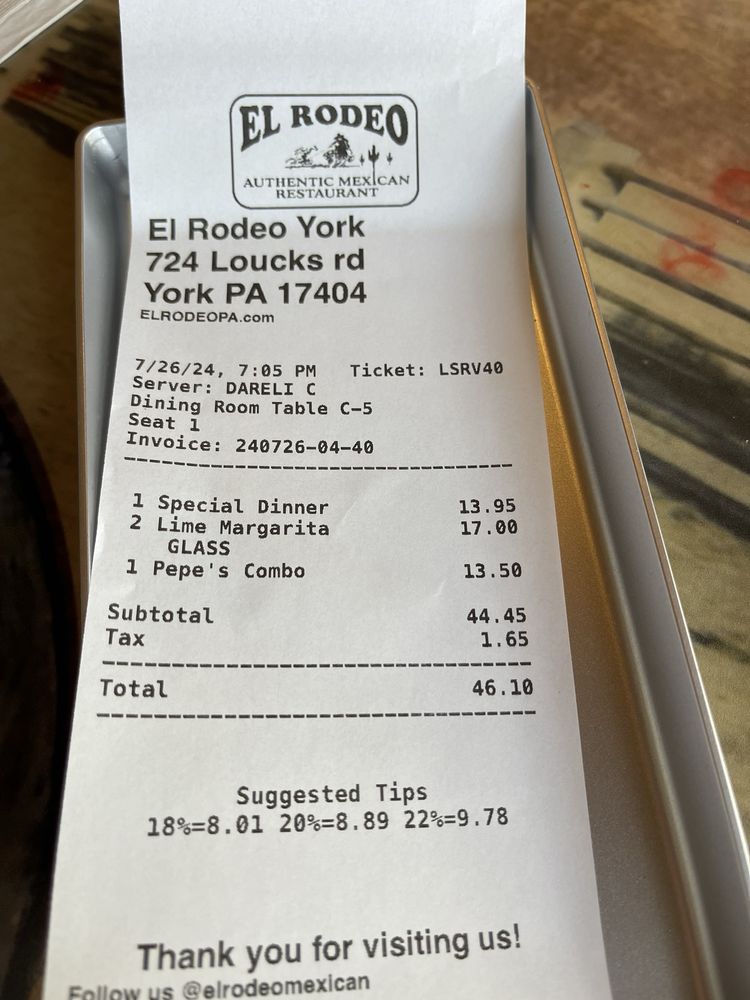 EL RODEO
AUTHENTIC MEXICAN
RESTAURANT
El Rodeo York
724 Loucks rd
York PA 17404
ELRODEOPA.com
7/26/24, 7:05 PM Ticket: LSRV40
Server: DARELI C
Dining Room Table C-5
Seat 1
Invoice: 240726-04-40
1 Special Dinner 13.95
2 Lime Margarita 17.00
GLASS
1 Pepe's Combo 13.50
Subtotal 44.45
Tax 1.65
Total 46.10
Suggested Tips
18%=8.01 20%=8.89 22%=9.78
Thank you for visiting us!
Follow us @elrodeomexican